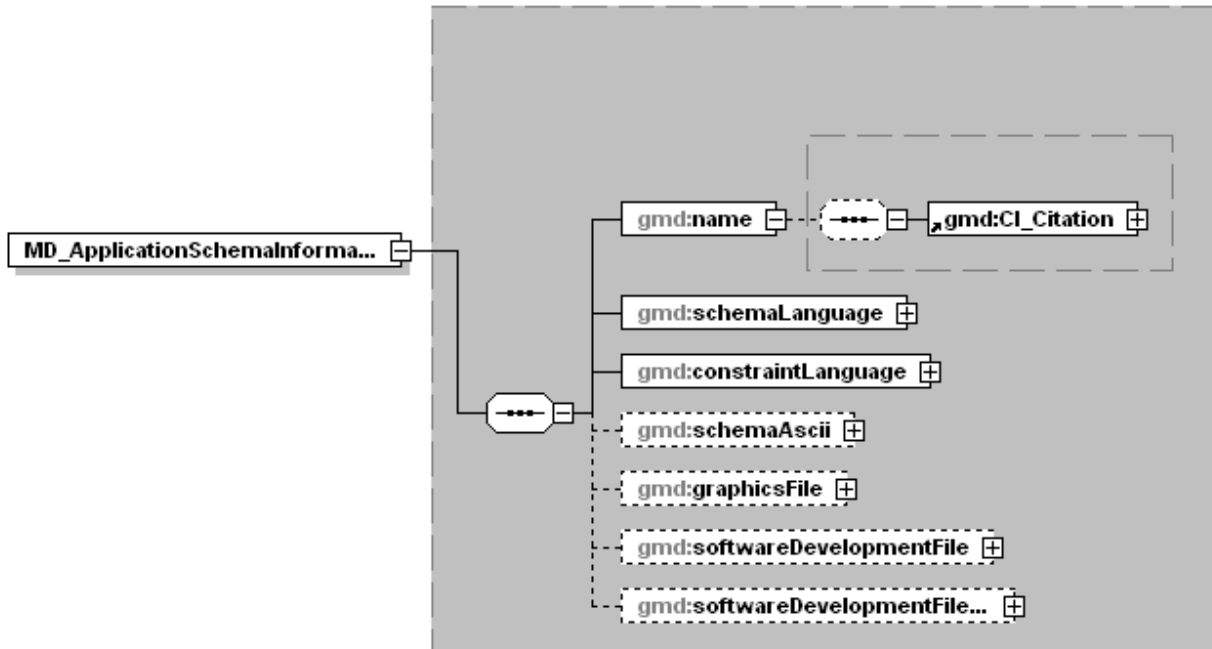 gmd:name
gmd:CI_Citation
MD_ApplicationSchemaInforma...
gmd:schemaLanguage
gmd:constraintLanguage
gmd:schemaAscii
gmd:graphicsFile
gmd:softwareDevelopmentFile
gmd:softwareDevelopmentFile...